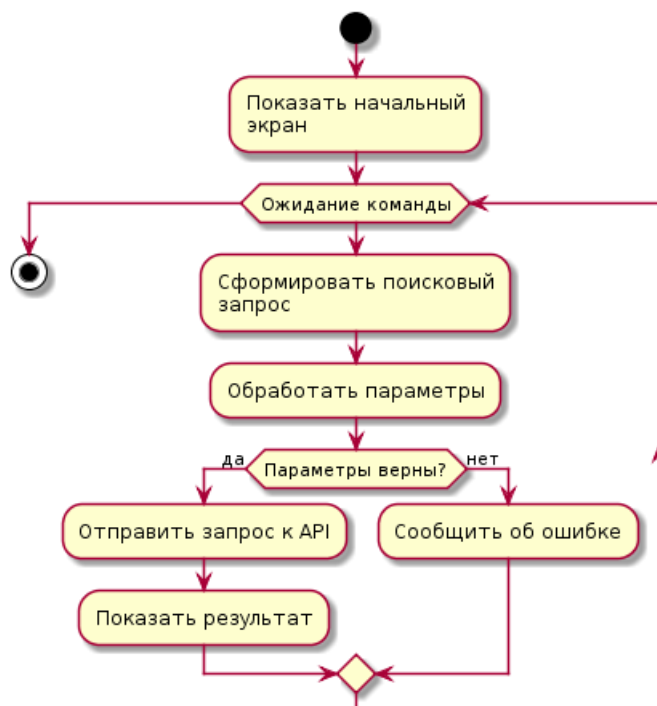 Показать начальный
экран
Ожидание команды
Сформировать поисковый
запрос
Обработать параметры
да
Параметры верны?
нет
Отправить запрос к API
Сообщить об ошибке
Показать результат